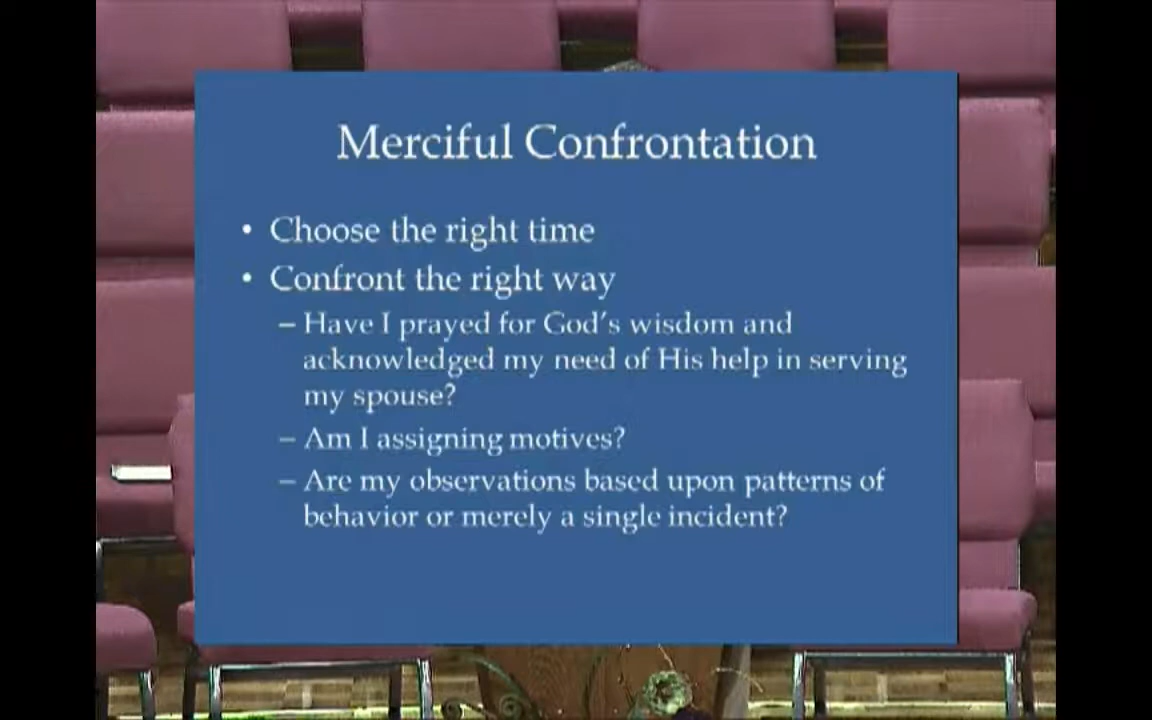 Merciful Confrontation
• Choose the right time
• Confront the right way
– Have I prayed for God's wisdom and
acknowledged my need of His help in serving
my spouse?
– Am I assigning motives?
– Are my observations based upon patterns of
behavior or merely a single incident?